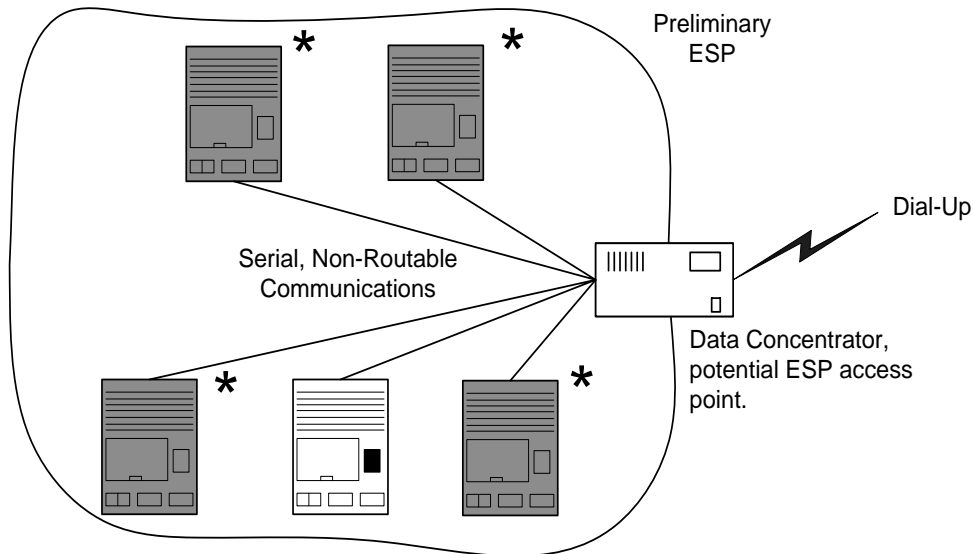 *
*
Preliminary
ESP
Dial-Up
Serial, Non-Routable
Communications
Data Concentrator,
potential ESP access
point.
*
*